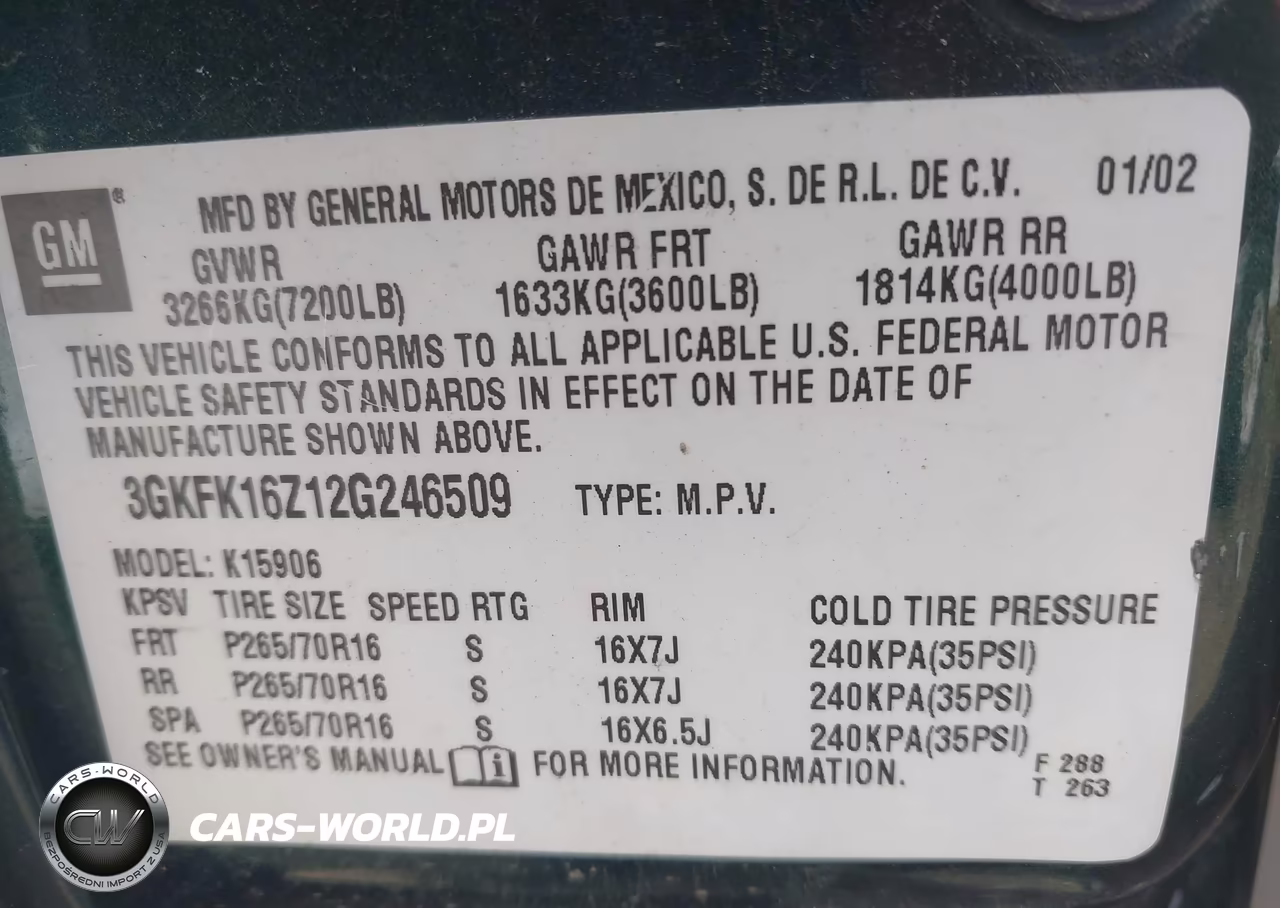 GM®
MFD BY GENERAL MOTORS DE MEXICO, S. DE R.L. DE C.V. 01/02
GVWR GAWR FRT GAWR RR
3266KG(7200LB) 1633KG(3600LB) 1814KG(4000LB)
THIS VEHICLE CONFORMS TO ALL APPLICABLE U.S. FEDERAL MOTOR
VEHICLE SAFETY STANDARDS IN EFFECT ON THE DATE OF
MANUFACTURE SHOWN ABOVE.
3GKFK16Z12G246509 TYPE: M.P.V.
MODEL: K15906
KPSV TIRE SIZE SPEED RTG RIM COLD TIRE PRESSURE
FRT P265/70R16 S 16X7J 240KPA(35PSI)
RR P265/70R16 S 16X7J 240KPA(35PSI)
SPA P265/70R16 S 16X6.5J 240KPA(35PSI)
SEE OWNER'S MANUAL i FOR MORE INFORMATION.
F 288
T 263
CARS-WORLD
CW
BEZPOŚREDNI IMPORT Z USA
CARS-WORLD.PL